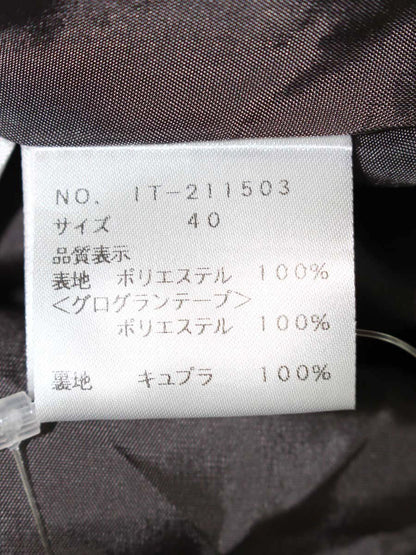 NO. IT-211503
サイズ 40
品質表示
表地 ポリエステル 100%
<グログランテープ>
ポリエステル 100%
裏地 キュプラ 100%